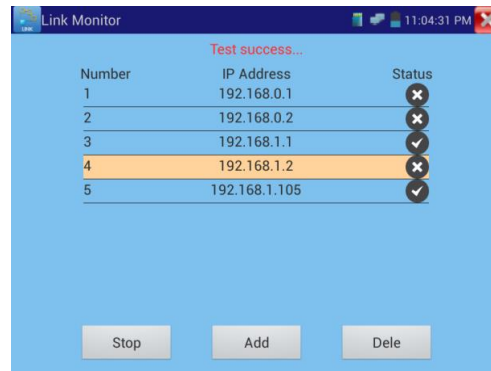 LINK
Link Monitor
11:04:31 PM
Test success...
Number IP Address Status
1 192.168.0.1
2 192.168.0.2
3 192.168.1.1
4 192.168.1.2
5 192.168.1.105
Stop Add Dele